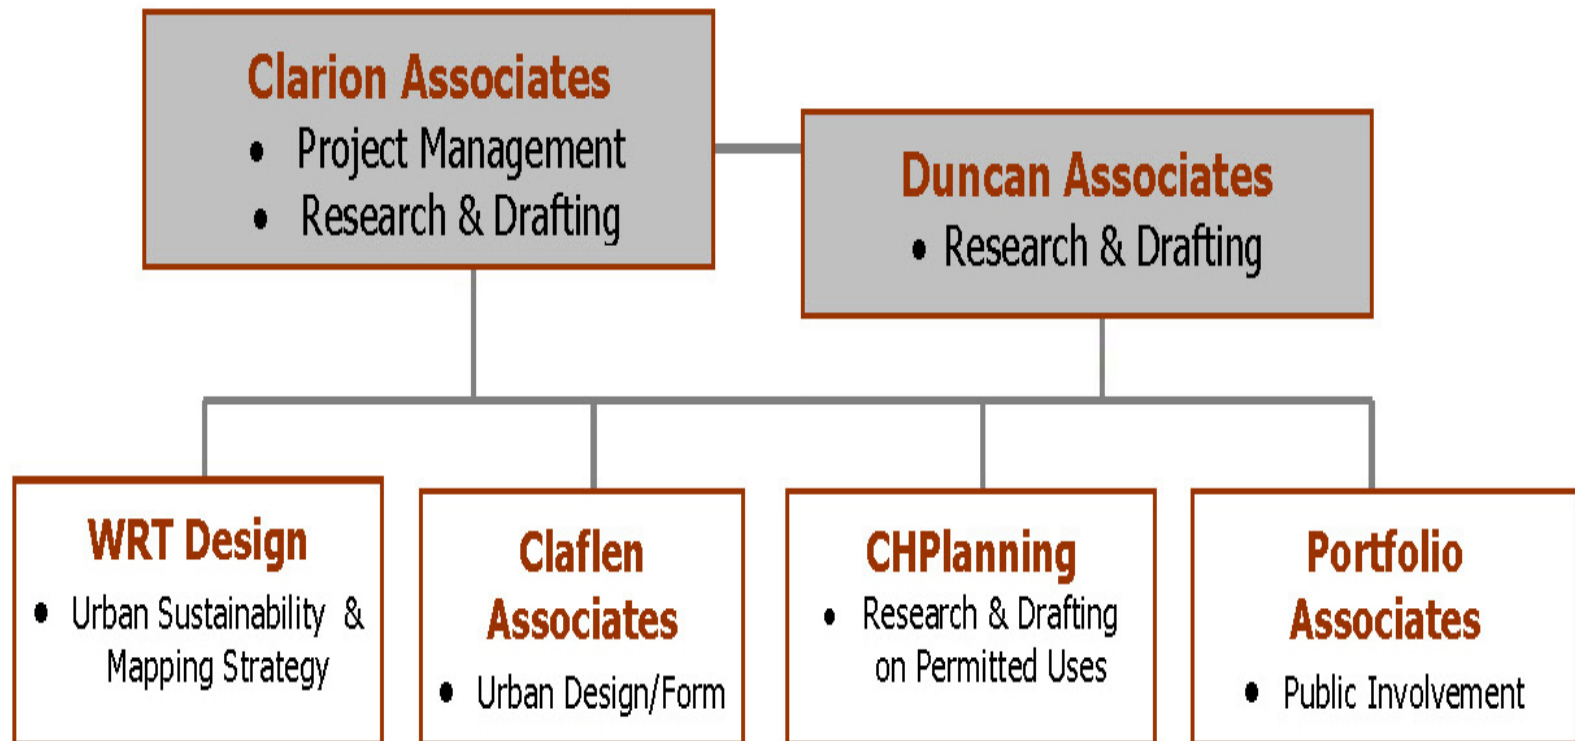 Clarion Associates
• Project Management
• Research & Drafting
Duncan Associates
• Research & Drafting
WRT Design
• Urban Sustainability &
Mapping Strategy
Claflen
Associates
• Urban Design/Form
CHPlanning
• Research & Drafting
on Permitted Uses
Portfolio
Associates
• Public Involvement